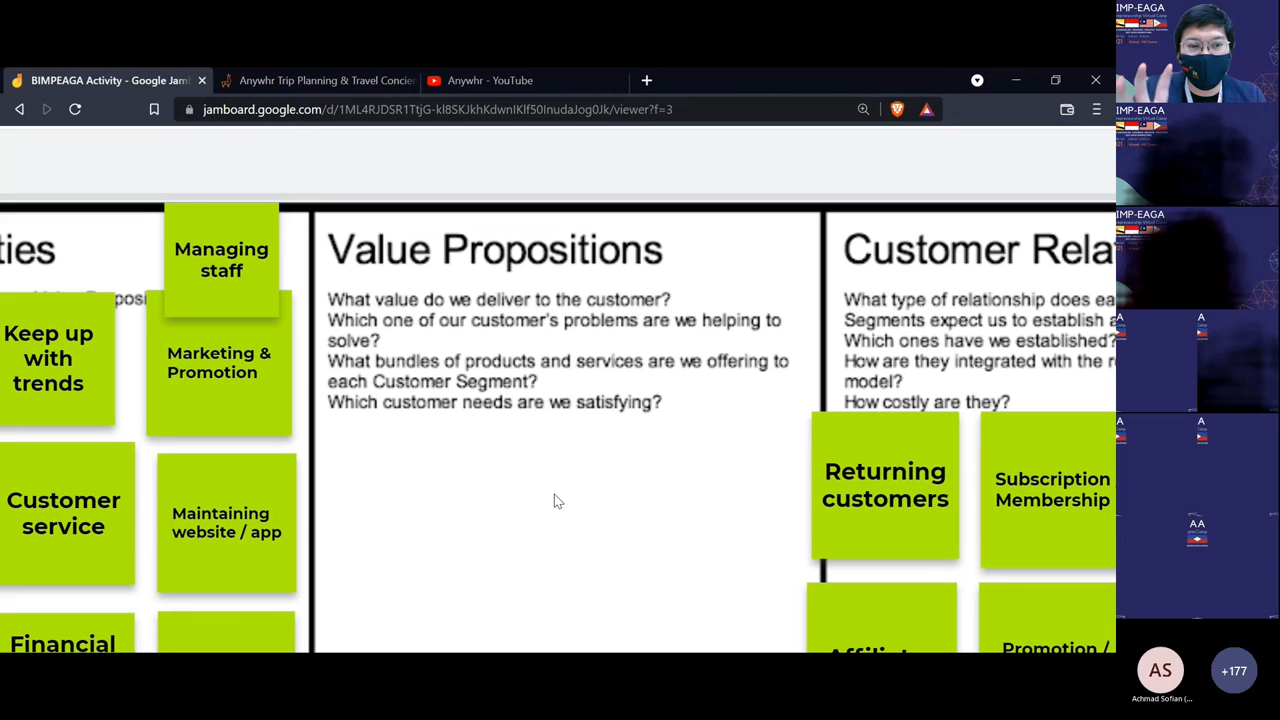 BIMPEAGA Activity - Google Jam
Anywhr Trip Planning & Travel Concier
Anywhr - YouTube
jamboard.google.com/d/1ML4RJDSR1TtjG-kl8SKJkhKdwnIKlf50InudaJog0Jk/viewer?f=3
ties
Managing
staff
Keep up
with
trends
Marketing &
Promotion
Customer
service
Maintaining
website / app
Financial
Value Propositions
What value do we deliver to the customer?
Which one of our customer's problems are we helping to
solve?
What bundles of products and services are we offering to
each Customer Segment?
Which customer needs are we satisfying?
Customer Rela
What type of relationship does ea
Segments expect us to establish a
Which ones have we established?
How are they integrated with the r
model?
How costly are they?
Returning
customers
Subscription /
Membership
Promotion /
IMP-EAGA
IMP-EAGA
IMP-EAGA
A
A
A
A
AA
AS
Achmad Sofian (...
+177